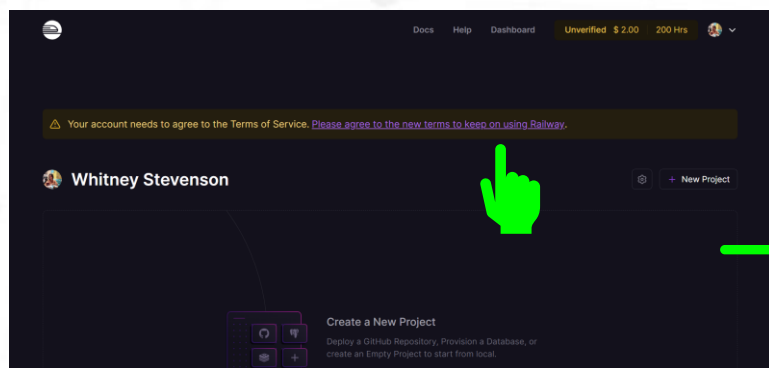 Docs Help Dashboard Unverified $ 2.00 200 Hrs
Your account needs to agree to the Terms of Service. Please agree to the new terms to keep on using Railway.
Whitney Stevenson
+ New Project
Create a New Project
Deploy a GitHub Repository, Provision a Database, or
create an Empty Project to start from local.